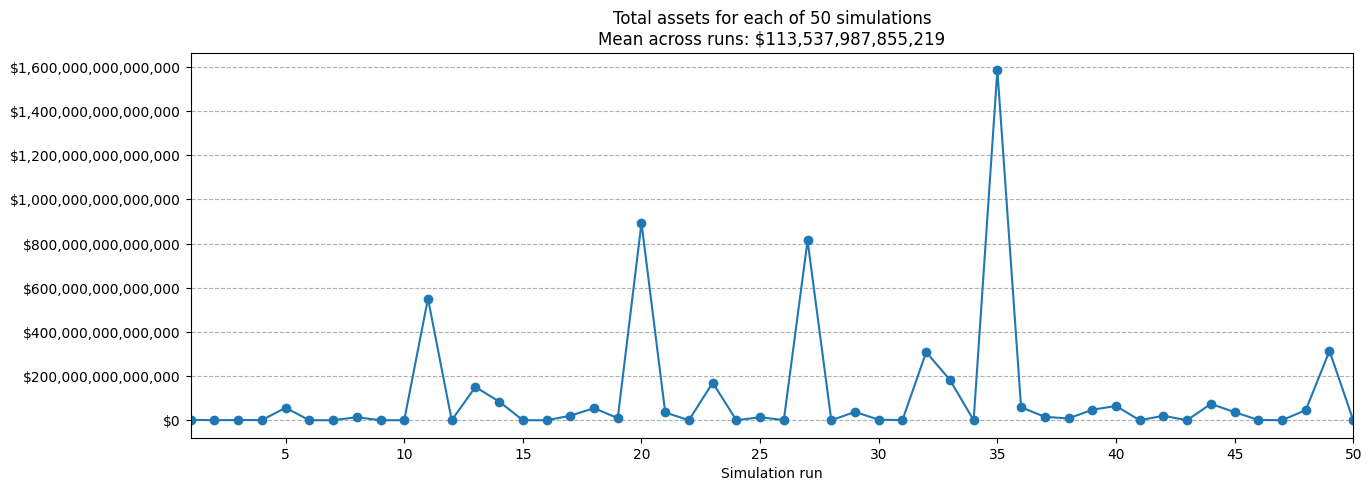 Total assets for each of 50 simulations
Mean across runs: $113,537,987,855,219
$1,600,000,000,000,000
$1,400,000,000,000,000
$1,200,000,000,000,000
$1,000,000,000,000,000
$800,000,000,000,000
$600,000,000,000,000
$400,000,000,000,000
$200,000,000,000,000
$0
5 10 15 20 25 30 35 40 45 50
Simulation run